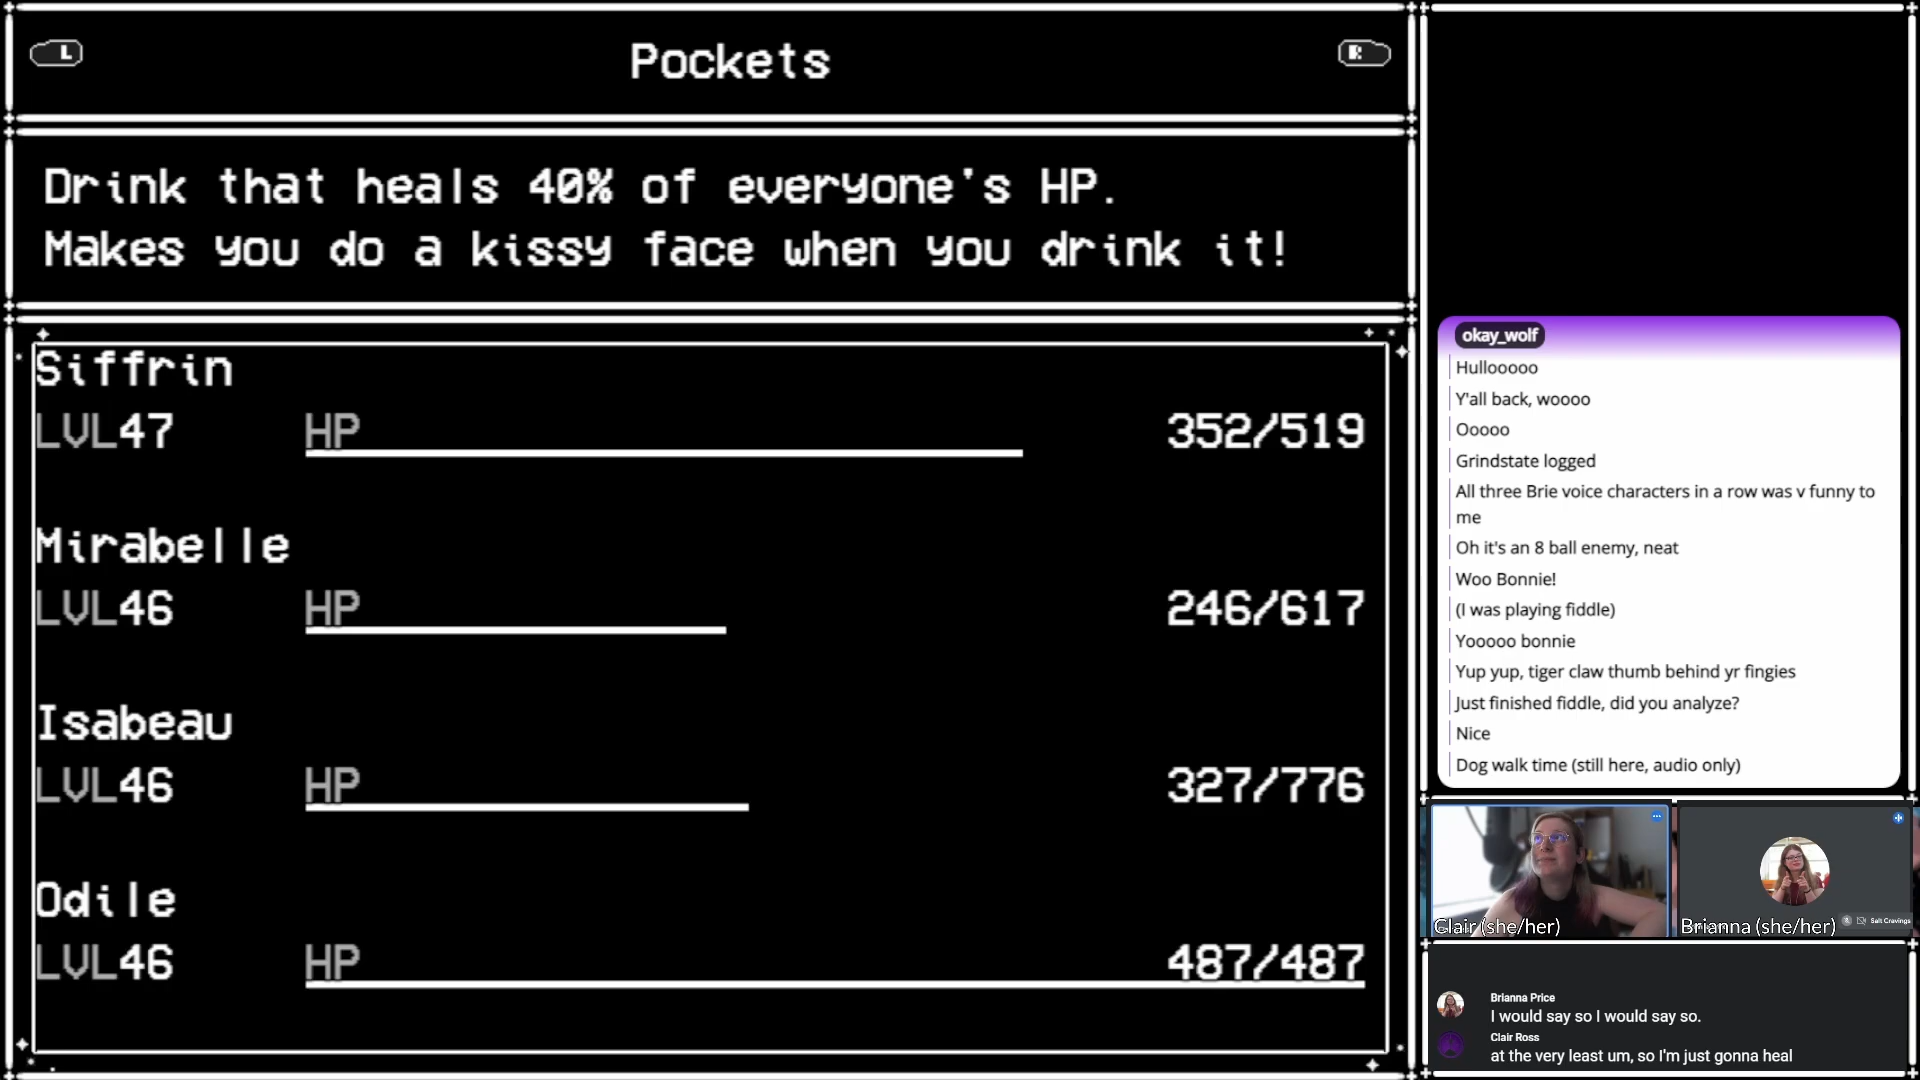 L
Pockets
R
Drink that heals 40% of everyone's HP.
Makes you do a kissy face when you drink it!
Siffrin
LVL47 HP 352/519
Mirabelle
LVL46 HP 246/617
Isabeau
LVL46 HP 327/776
Odile
LVL46 HP 487/487
okay_wolf
Hullooooo
Y'all back, woooo
Ooooo
Grindstate logged
All three Brie voice characters in a row was v funny to
me
Oh it's an 8 ball enemy, neat
Woo Bonnie!
(I was playing fiddle)
Yooooo bonnie
Yup yup, tiger claw thumb behind yr fingies
Just finished fiddle, did you analyze?
Nice
Dog walk time (still here, audio only)
Clair (she/her)
Brianna (she/her)
Salt Cravings
Brianna Price
I would say so I would say so.
Clair Ross
at the very least um, so I'm just gonna heal